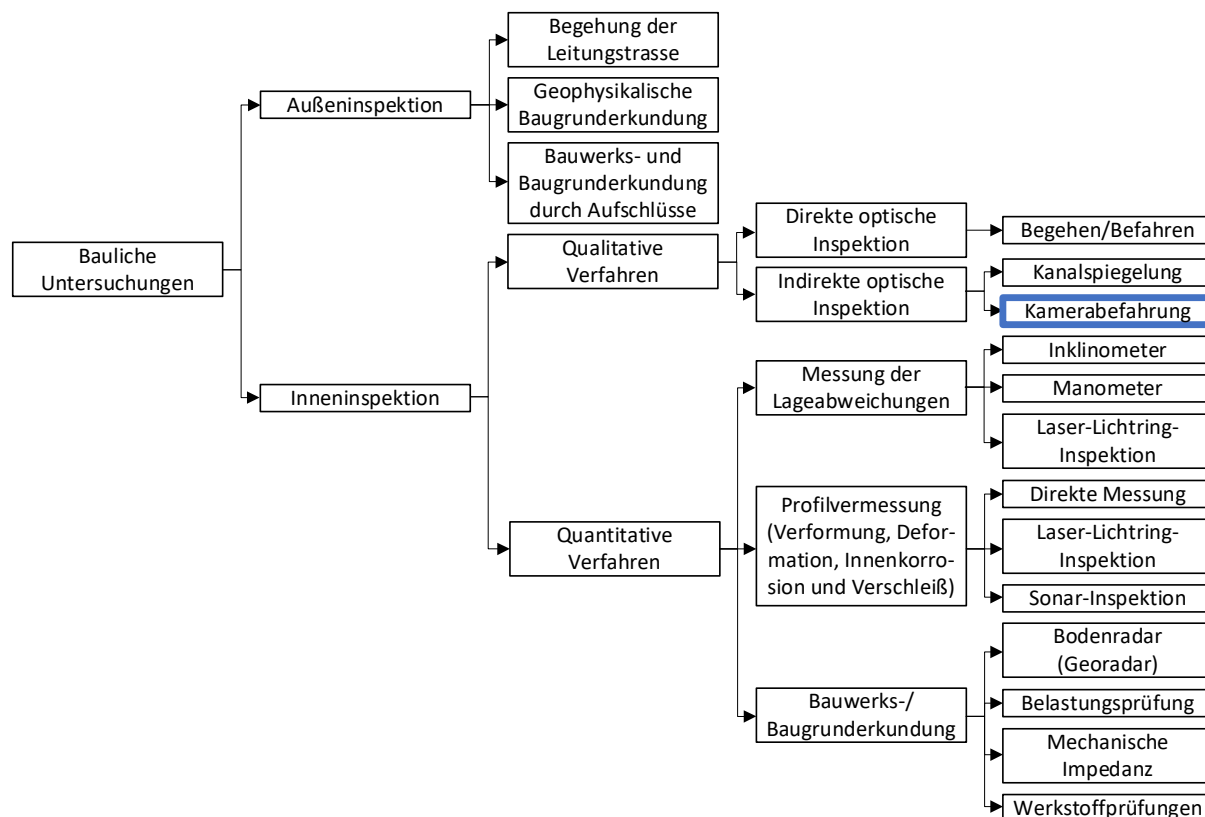 Bauliche
Untersuchungen
Außeninspektion
Begehung der
Leitungstrasse
Geophysikalische
Baugrunderkundung
Bauwerks- und
Baugrunderkundung
durch Aufschlüsse
Inneninspektion
Qualitative
Verfahren
Direkte optische
Inspektion
Begehen/Befahren
Indirekte optische
Inspektion
Kanalspiegelung
Kamerabefahrung
Quantitative
Verfahren
Messung der
Lageabweichungen
Inklinometer
Manometer
Laser-Lichtring-
Inspektion
Profilvermessung
(Verformung, Defor-
mation, Innenkorro-
sion und Verschleiß)
Direkte Messung
Laser-Lichtring-
Inspektion
Sonar-Inspektion
Bauwerks-/
Baugrunderkundung
Bodenradar
(Georadar)
Belastungsprüfung
Mechanische
Impedanz
Werkstoffprüfungen